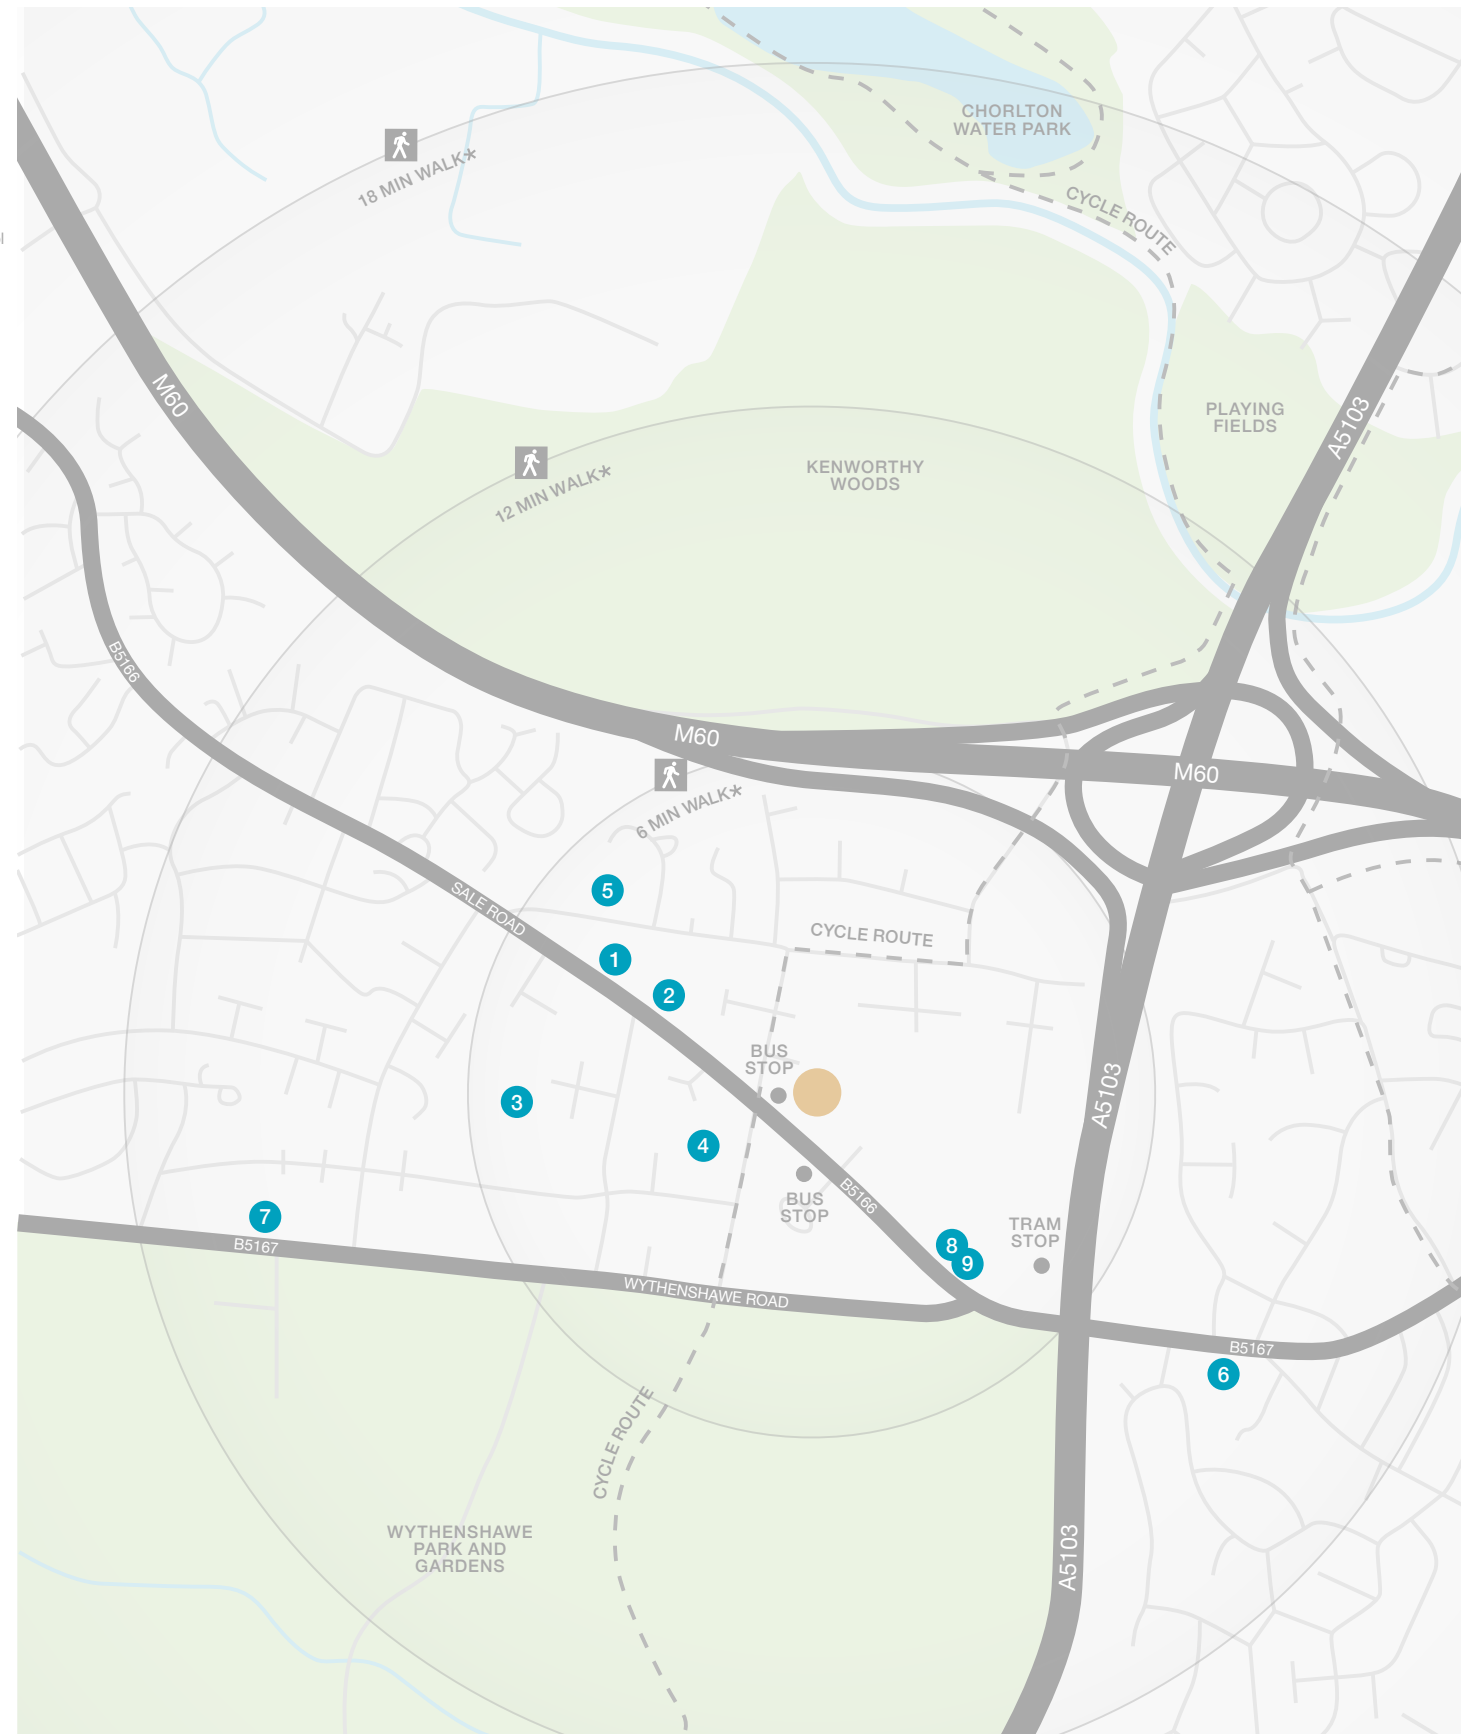 CHORLTON
WATER PARK
18 MIN WALK*
CYCLE ROUTE
M60
A5103
PLAYING
FIELDS
12 MIN WALK*
KENWORTHY
WOODS
B5166
M60
M60
6 MIN WALK*
5
SALE ROAD
CYCLE ROUTE
1
2
BUS
STOP
A5103
3
4
B5166
BUS
STOP
7
TRAM
STOP
B5167
8
9
WYTHENSHAWE ROAD
B5167
6
CYCLE ROUTE
WYTHENSHAWE
PARK AND
GARDENS
A5103